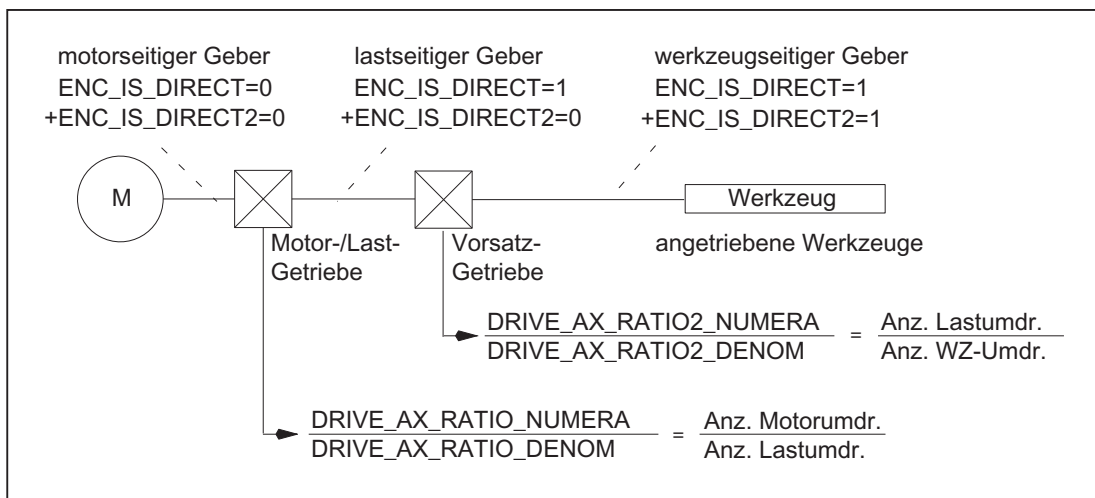 motorseitiger Geber
ENC_IS_DIRECT=0
+ENC_IS_DIRECT2=0
lastseitiger Geber
ENC_IS_DIRECT=1
+ENC_IS_DIRECT2=0
werkzeugseitiger Geber
ENC_IS_DIRECT=1
+ENC_IS_DIRECT2=1
M
Werkzeug
Motor-/Last-
Getriebe
Vorsatz-
Getriebe
angetriebene Werkzeuge
DRIVE_AX_RATIO2_NUMERA = Anz. Lastumdr.
DRIVE_AX_RATIO2_DENOM Anz. WZ-Umdr.
DRIVE_AX_RATIO_NUMERA = Anz. Motorumdr.
DRIVE_AX_RATIO_DENOM Anz. Lastumdr.